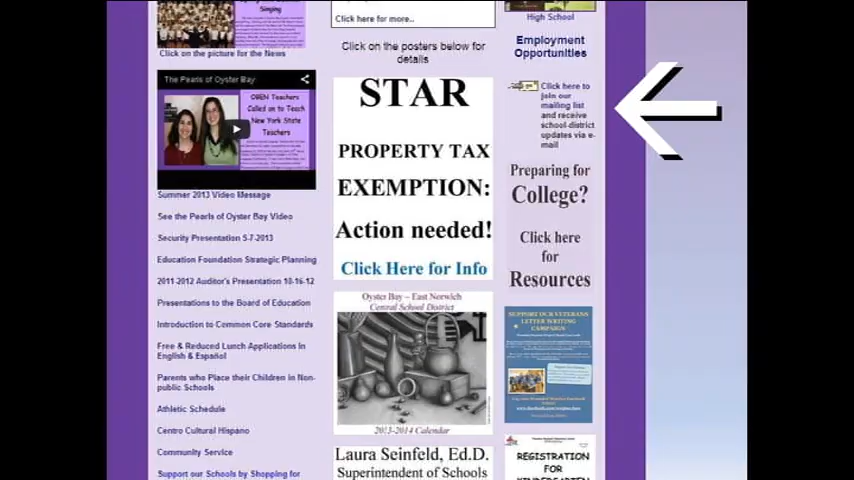 Singing
Click on the picture for the News
The Pearls of Oyster Bay
OBEN Teachers
Called on to Teach
New York State
Teachers
Summer 2013 Video Message
See the Pearls of Oyster Bay Video
Security Presentation 5-7-2013
Education Foundation Strategic Planning
2011-2012 Auditor's Presentation 10-16-12
Presentations to the Board of Education
Introduction to Common Core Standards
Free & Reduced Lunch Applications in
English & Español
Parents who Place their Children in Non-
public Schools
Athletic Schedule
Centro Cultural Hispano
Community Service
Support our Schools by Shopping for
Click here for more..
Click on the posters below for
details
STAR
PROPERTY TAX
EXEMPTION:
Action needed!
Click Here for Info
Oyster Bay – East Norwich
Central School District
2013-2014 Calendar
Laura Seinfeld, Ed.D.
Superintendent of Schools
High School
Employment
Opportunities
Click here to
join our
mailing list
and receive
school-district
updates via e-
mail
Preparing for
College?
Click here
for
Resources
SUPPORT OUR VETERANS
LETTER WRITING
CAMPAIGN
REGISTRATION
FOR
KINDERGARTEN